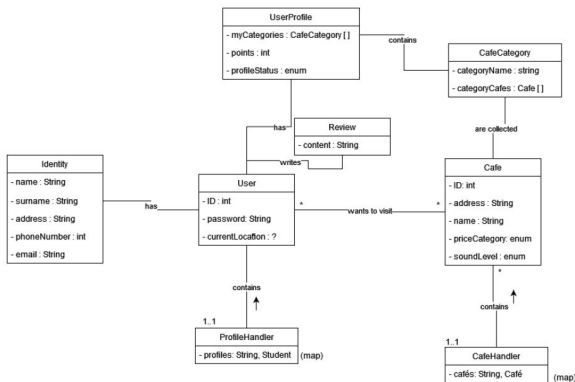 UserProfile
- myCategories : CafeCategory [ ]
- points : int
- profileStatus : enum
contains
CafeCategory
- categoryName : string
- categoryCafes : Cafe [ ]
has
Review
- content : String
writes
are collected
Identity
- name : String
- surname : String
- address : String
- phoneNumber : int
- email : String
has
User
- ID : int
- password: String
- currentLocation : ?
*
wants to visit
*
Cafe
- ID: int
- address : String
- name : String
- priceCategory: enum
- soundLevel : enum
*
contains
contains
1..1
ProfileHandler
- profiles: String, Student
(map)
1..1
CafeHandler
- cafés: String, Café
(map)